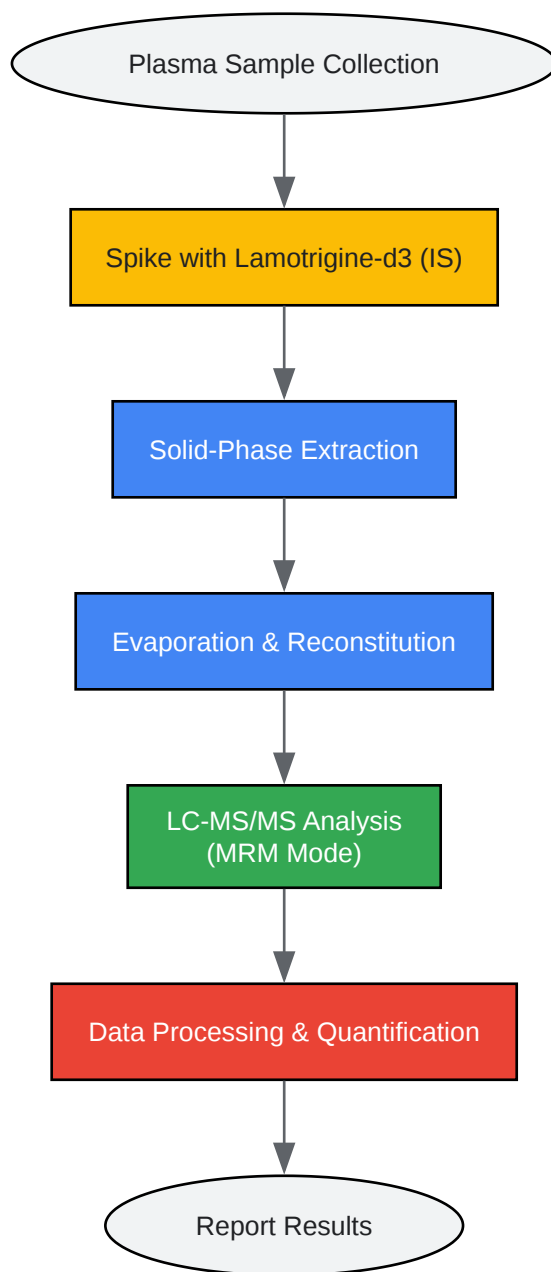 Plasma Sample Collection
Spike with Lamotrigine-d3 (IS)
Solid-Phase Extraction
Evaporation & Reconstitution
LC-MS/MS Analysis
(MRM Mode)
Data Processing & Quantification
Report Results